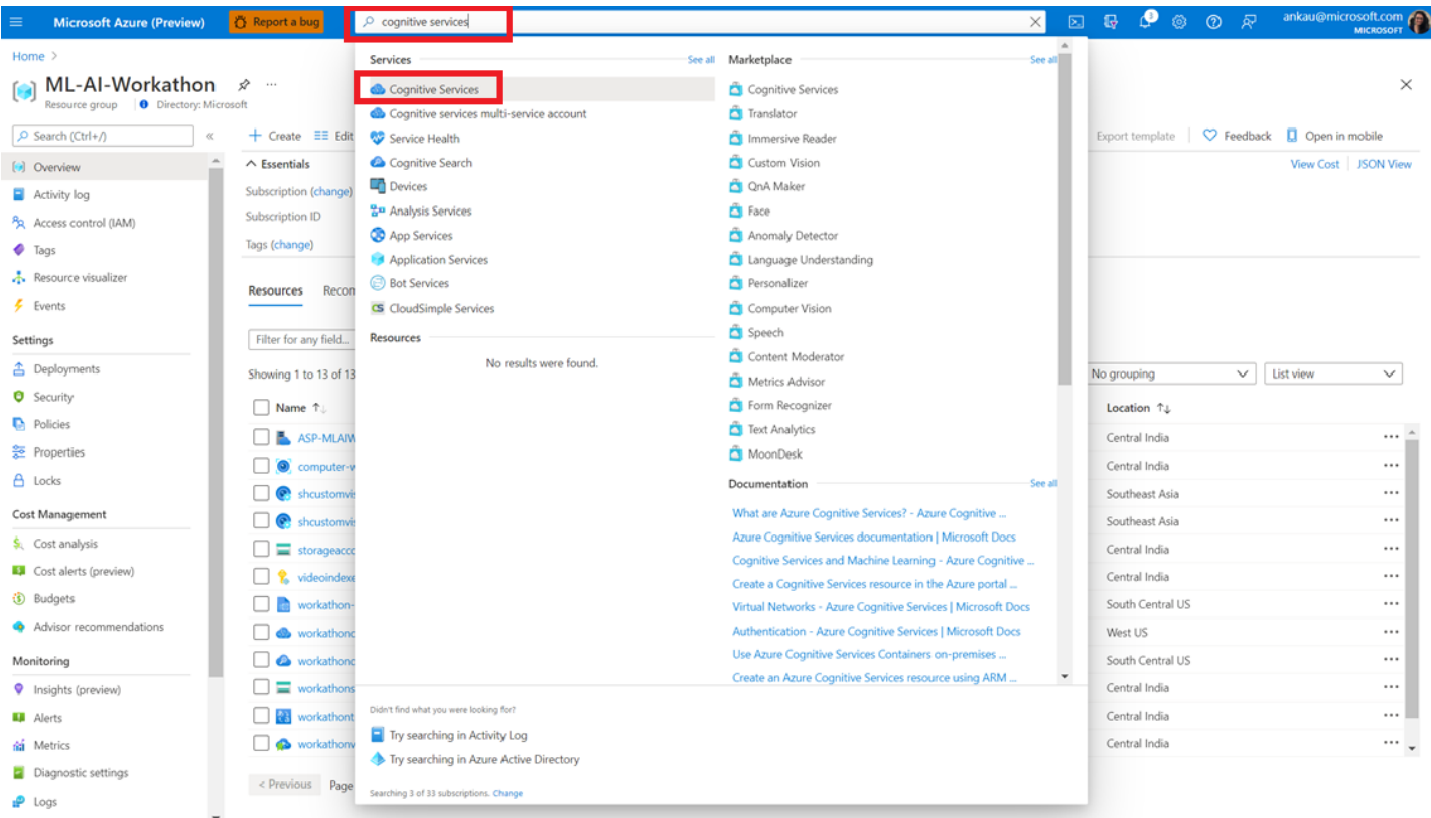 Microsoft Azure (Preview)
Report a bug
cognitive services
3
ankau@microsoft.com
MICROSOFT
Home >
ML-AI-Workathon
Resource group
Directory: Microsoft
Search (Ctrl+/)
Overview
Activity log
Access control (IAM)
Tags
Resource visualizer
Events
Settings
Deployments
Security
Policies
Properties
Locks
Cost Management
Cost analysis
Cost alerts (preview)
Budgets
Advisor recommendations
Monitoring
Insights (preview)
Alerts
Metrics
Diagnostic settings
Logs
Create
Edit
Essentials
Subscription (change)
Subscription ID
Tags (change)
Resources
Recom
Filter for any field...
Showing 1 to 13 of 13
Name
ASP-MLAIW
computer-v
shcustomvis
shcustomvis
storageacco
videoindexe
workathon-
workathonc
workathonc
workathons
workathont
workathonv
< Previous
Page
Services
See all
Cognitive Services
Cognitive services multi-service account
Service Health
Cognitive Search
Devices
Analysis Services
App Services
Application Services
Bot Services
CS CloudSimple Services
Resources
No results were found.
Marketplace
See all
Cognitive Services
Translator
Immersive Reader
Custom Vision
QnA Maker
Face
Anomaly Detector
Language Understanding
Personalizer
Computer Vision
Speech
Content Moderator
Metrics Advisor
Form Recognizer
Text Analytics
MoonDesk
Documentation
See all
What are Azure Cognitive Services? - Azure Cognitive ...
Azure Cognitive Services documentation | Microsoft Docs
Cognitive Services and Machine Learning - Azure Cognitive ...
Create a Cognitive Services resource in the Azure portal ...
Virtual Networks - Azure Cognitive Services | Microsoft Docs
Authentication - Azure Cognitive Services | Microsoft Docs
Use Azure Cognitive Services Containers on-premises ...
Create an Azure Cognitive Services resource using ARM ...
Didn't find what you were looking for?
Try searching in Activity Log
Try searching in Azure Active Directory
Searching 3 of 33 subscriptions. Change
Export template
Feedback
Open in mobile
View Cost
JSON View
No grouping
List view
Location
Central India
Central India
Southeast Asia
Southeast Asia
Central India
Central India
South Central US
West US
South Central US
Central India
Central India
Central India